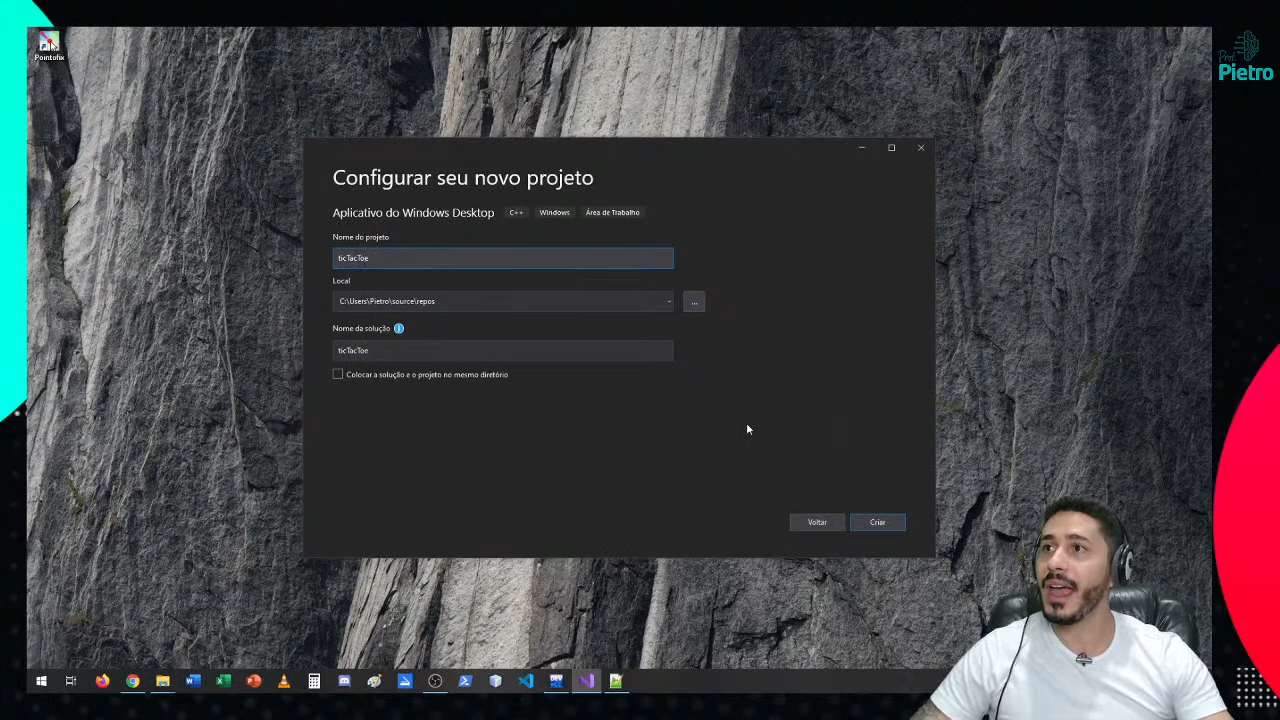 Pointofix
Prof.
Pietro
Configurar seu novo projeto
Aplicativo do Windows Desktop C++ Windows Área de Trabalho
Nome do projeto
ticTacToe
Local
C:\Users\Pietro\source\repos
...
Nome da solução
ticTacToe
Colocar a solução e o projeto no mesmo diretório
Voltar Criar